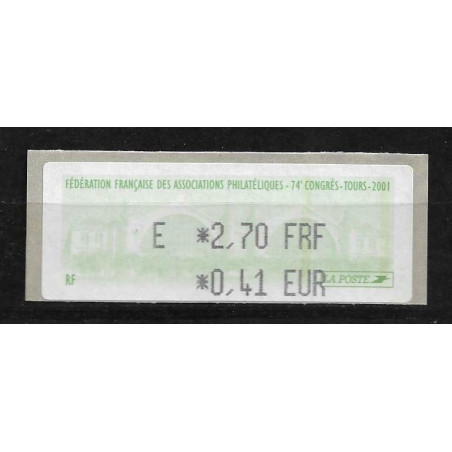 FÉDÉRATION FRANÇAISE DES ASSOCIATIONS PHILATÉLIQUES - 74e CONGRÈS - TOURS - 2001
E *2,70 FRF
*0,41 EUR
RF LA POSTE